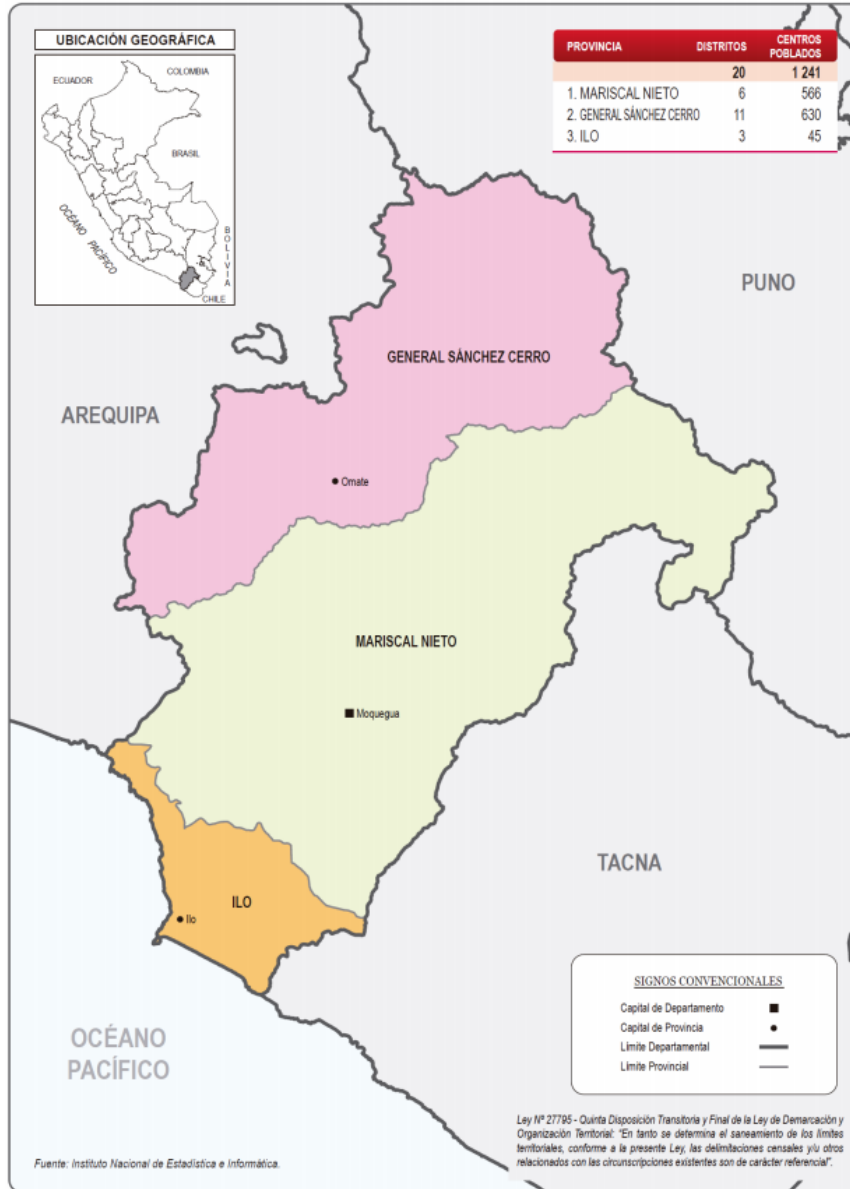 UBICACIÓN GEOGRÁFICA
ECUADOR
COLOMBIA
BRASIL
OCÉANO PACÍFICO
BOLIVIA
CHILE
PROVINCIA DISTRITOS CENTROS POBLADOS
20 1 241
1. MARISCAL NIETO 6 566
2. GENERAL SÁNCHEZ CERRO 11 630
3. ILO 3 45
PUNO
GENERAL SÁNCHEZ CERRO
AREQUIPA
Omate
MARISCAL NIETO
Moquegua
TACNA
ILO
Ilo
OCÉANO
PACÍFICO
SIGNOS CONVENCIONALES
Capital de Departamento
Capital de Provincia
Límite Departamental
Límite Provincial
Ley Nº 27795 - Quinta Disposición Transitoria y Final de la Ley de Demarcación y
Organización Territorial: "En tanto se determina el saneamiento de los límites
territoriales, conforme a la presente Ley, las delimitaciones censales y/u otros
relacionados con las circunscripciones existentes son de carácter referencial".
Fuente: Instituto Nacional de Estadística e Informática.